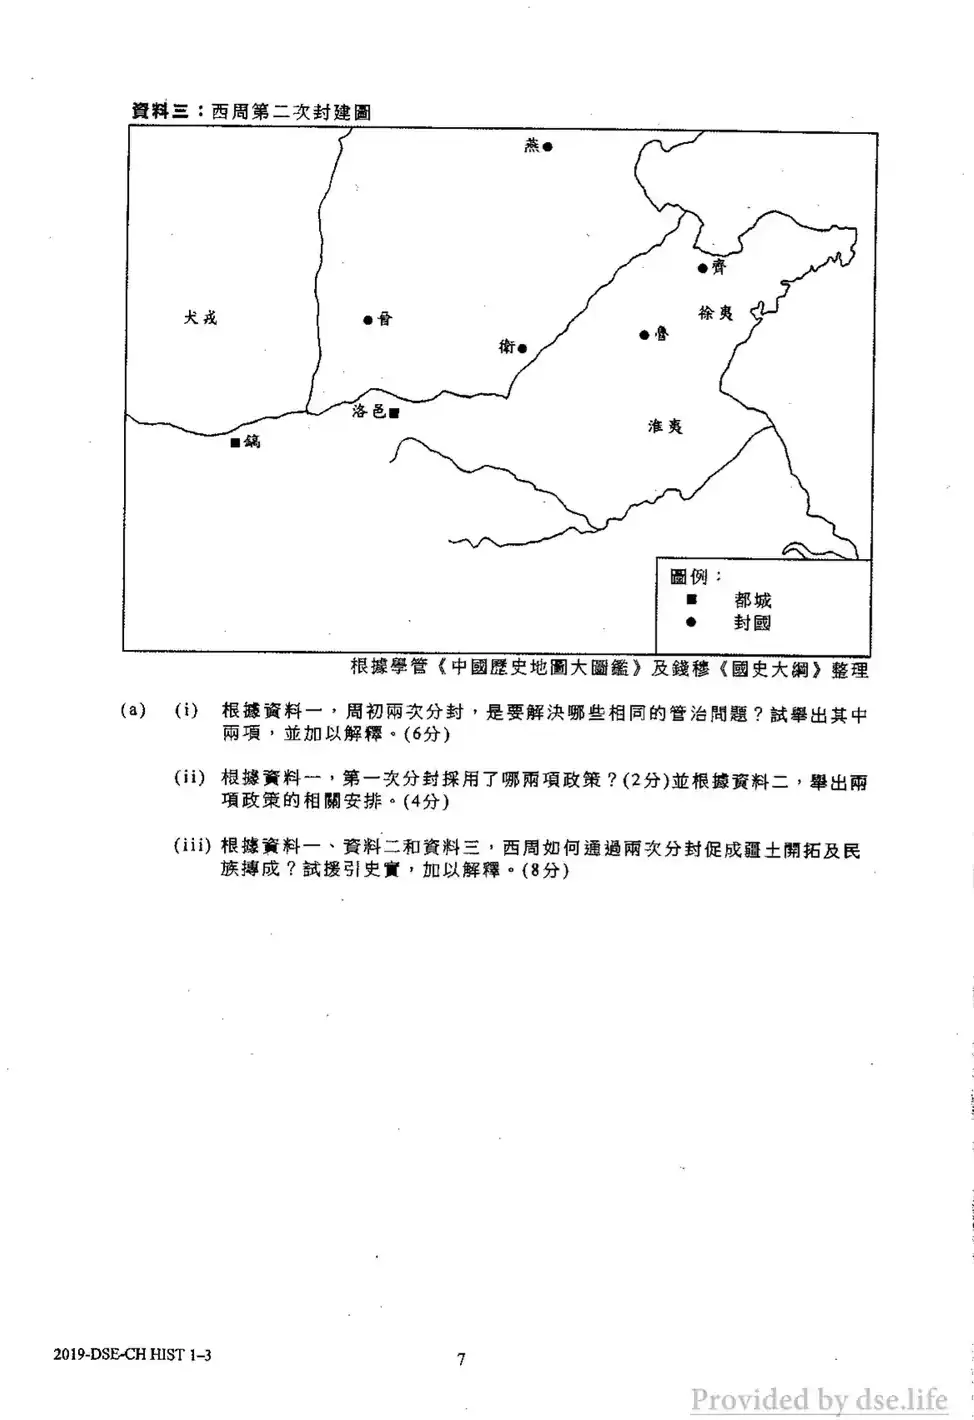 資料三：西周第二次封建圖
燕
齊
徐夷
犬戎
晉
魯
衛
洛邑
淮夷
鎬
圖例：
都城
封國
根據學管《中國歷史地圖大圖鑑》及錢穆《國史大綱》整理
(a) (i) 根據資料一，周初兩次分封，是要解決哪些相同的管治問題？試舉出其中
兩項，並加以解釋。(6分)
(ii) 根據資料一，第一次分封採用了哪兩項政策？(2分)並根據資料二，舉出兩
項政策的相關安排。(4分)
(iii) 根據資料一、資料二和資料三，西周如何通過兩次分封促成疆土開拓及民
族摶成？試援引史實，加以解釋。(8分)
2019-DSE-CH HIST 1–3
7
Provided by dse.life